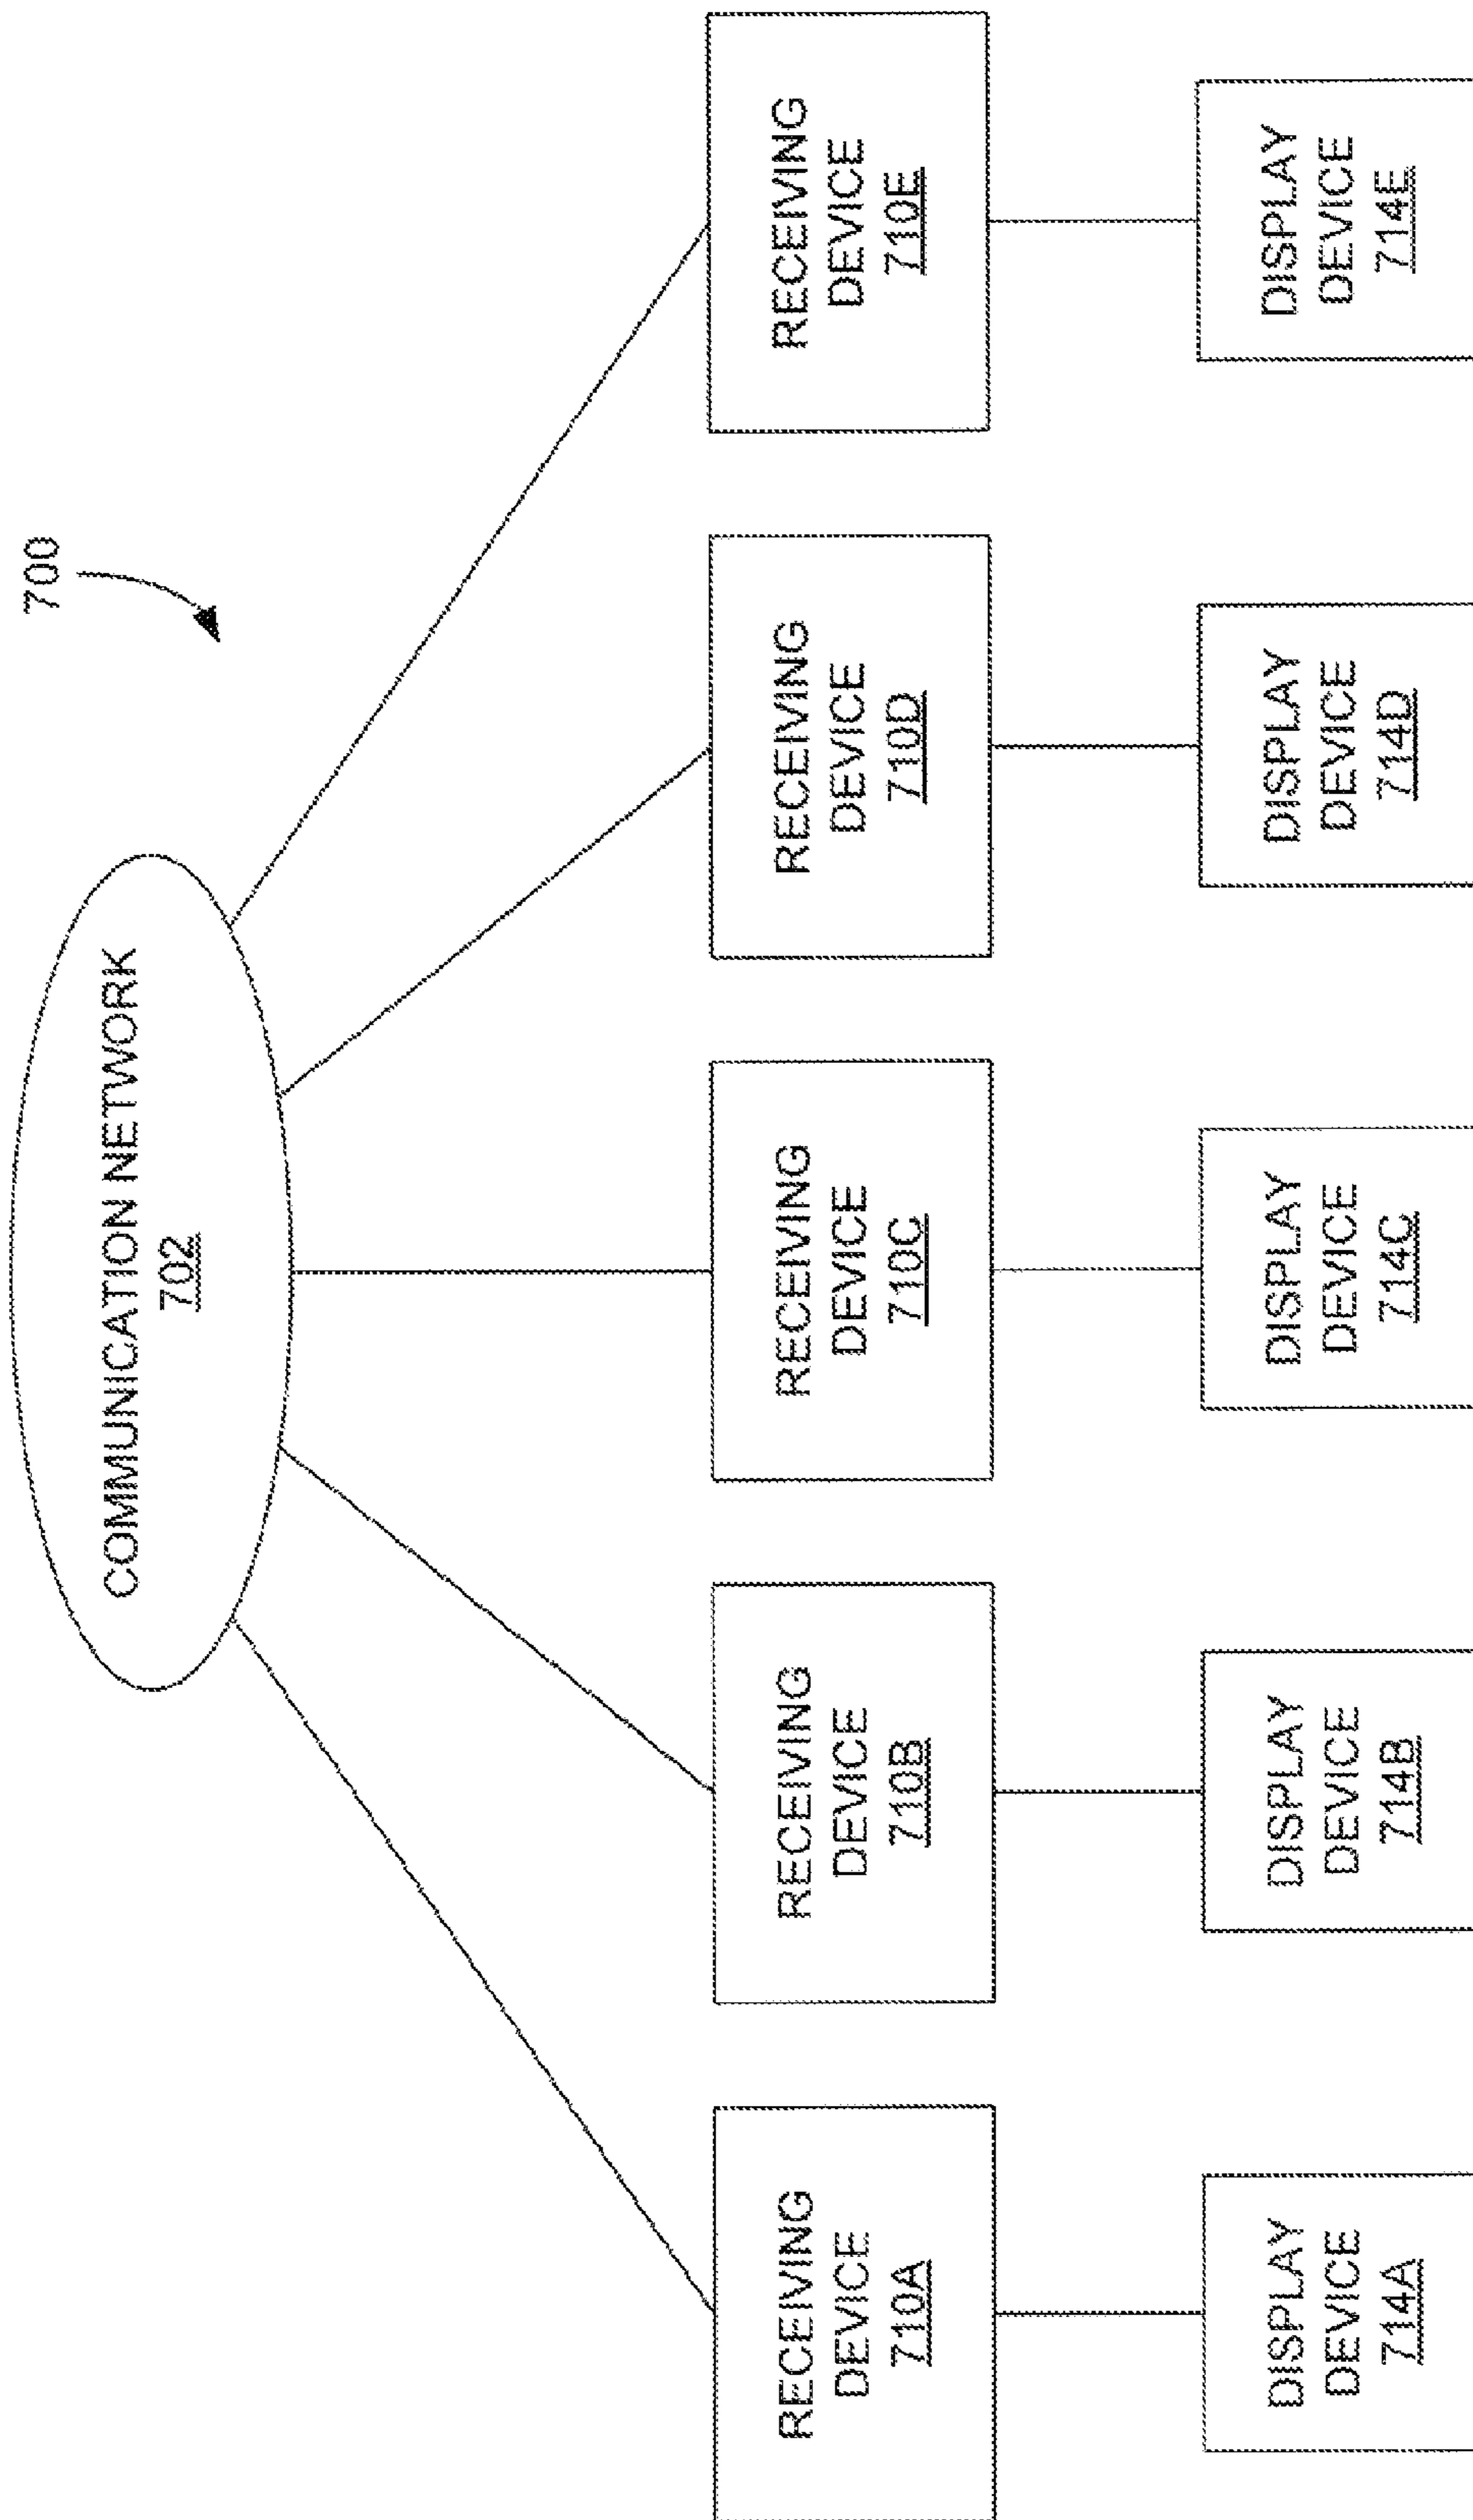 700
COMMUNICATION NETWORK
702
RECEIVING
DEVICE
710A
RECEIVING
DEVICE
710B
RECEIVING
DEVICE
710C
RECEIVING
DEVICE
710D
RECEIVING
DEVICE
710E
DISPLAY
DEVICE
714A
DISPLAY
DEVICE
714B
DISPLAY
DEVICE
714C
DISPLAY
DEVICE
714D
DISPLAY
DEVICE
714E